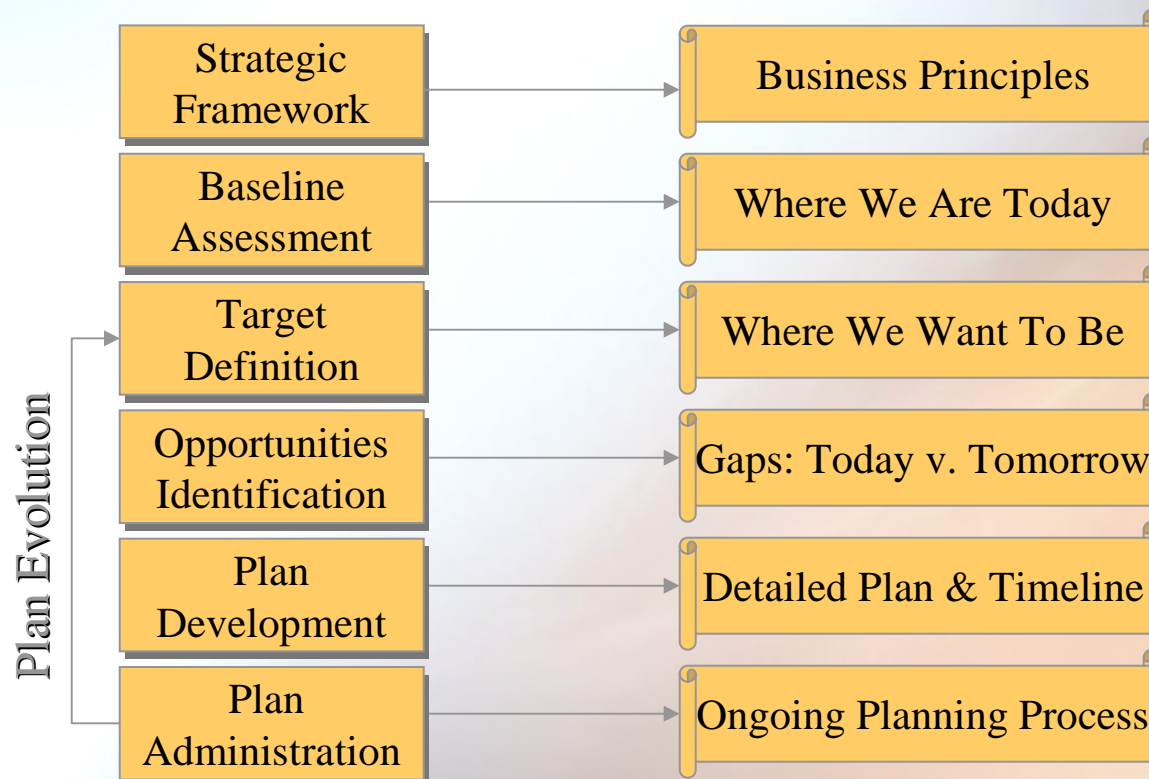 Strategic
Framework
Business Principles
Baseline
Assessment
Where We Are Today
Target
Definition
Where We Want To Be
Opportunities
Identification
Gaps: Today v. Tomorrow
Plan
Development
Detailed Plan & Timeline
Plan
Administration
Ongoing Planning Process
Plan Evolution